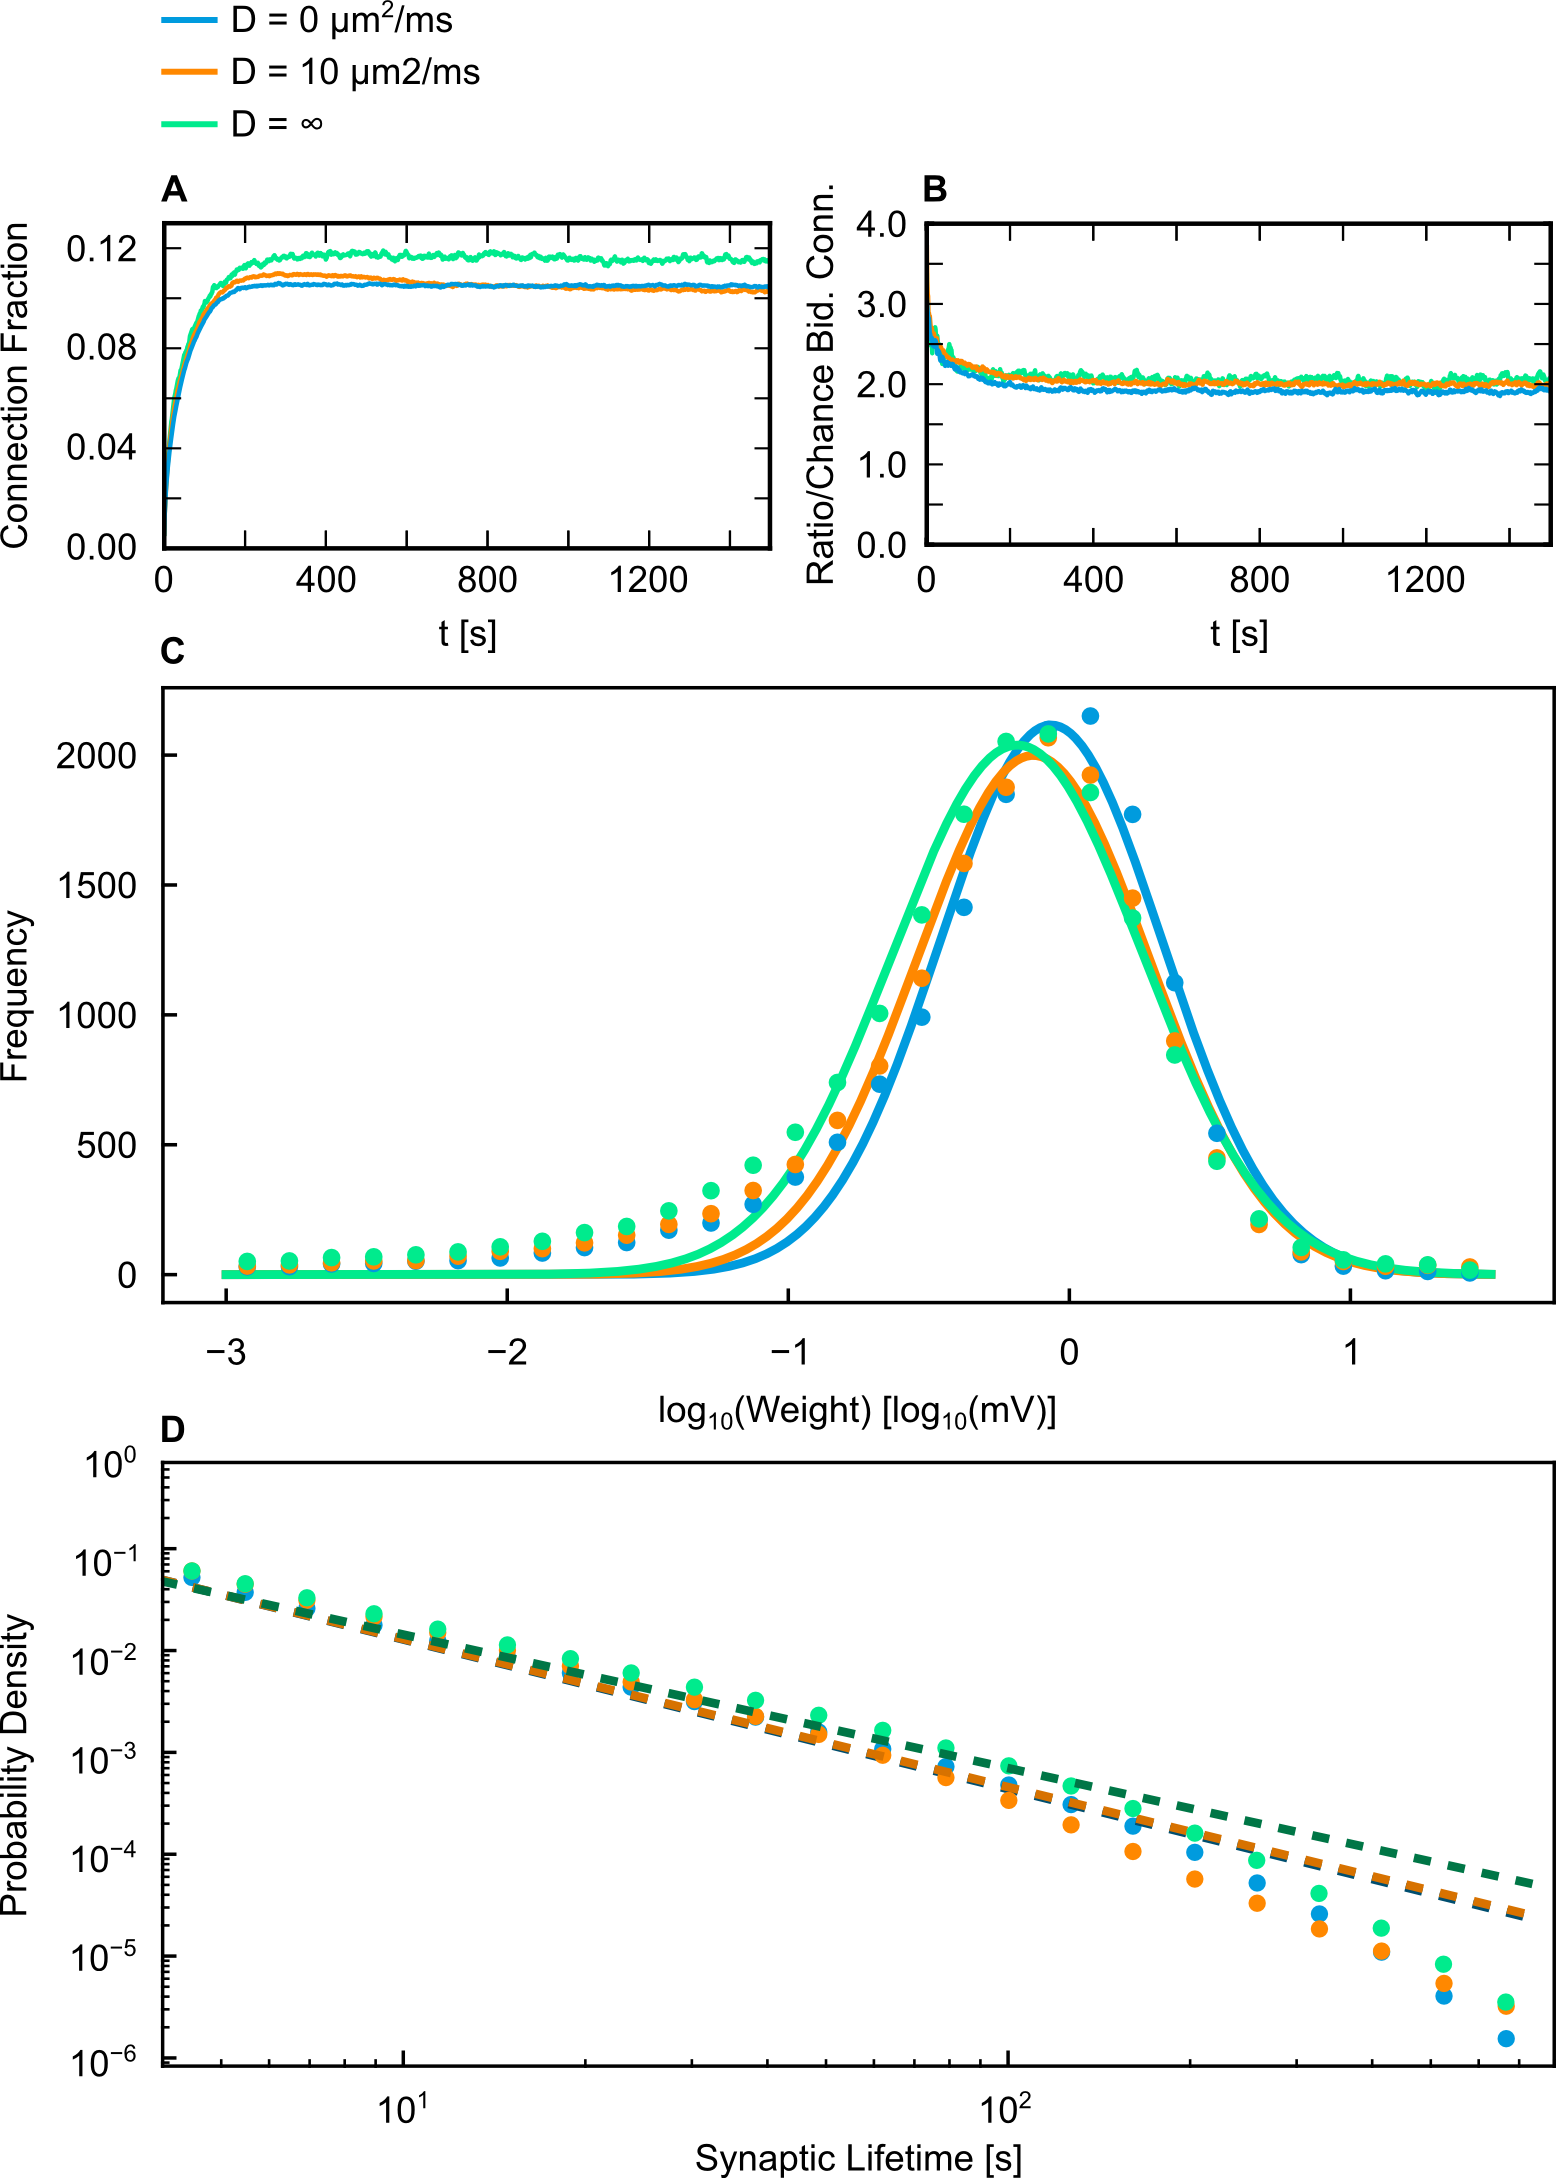 D = 0 μm²/ms
D = 10 μm2/ms
D = ∞
A
Connection Fraction
0.12
0.08
0.04
0.00
0 400 800 1200
t [s]
B
Ratio/Chance Bid. Conn.
4.0
3.0
2.0
1.0
0.0
0 400 800 1200
t [s]
C
Frequency
2000
1500
1000
500
0
−3 −2 −1 0 1
log₁₀(Weight) [log₁₀(mV)]
D
Probability Density
10⁰
10⁻¹
10⁻²
10⁻³
10⁻⁴
10⁻⁵
10⁻⁶
10¹ 10²
Synaptic Lifetime [s]